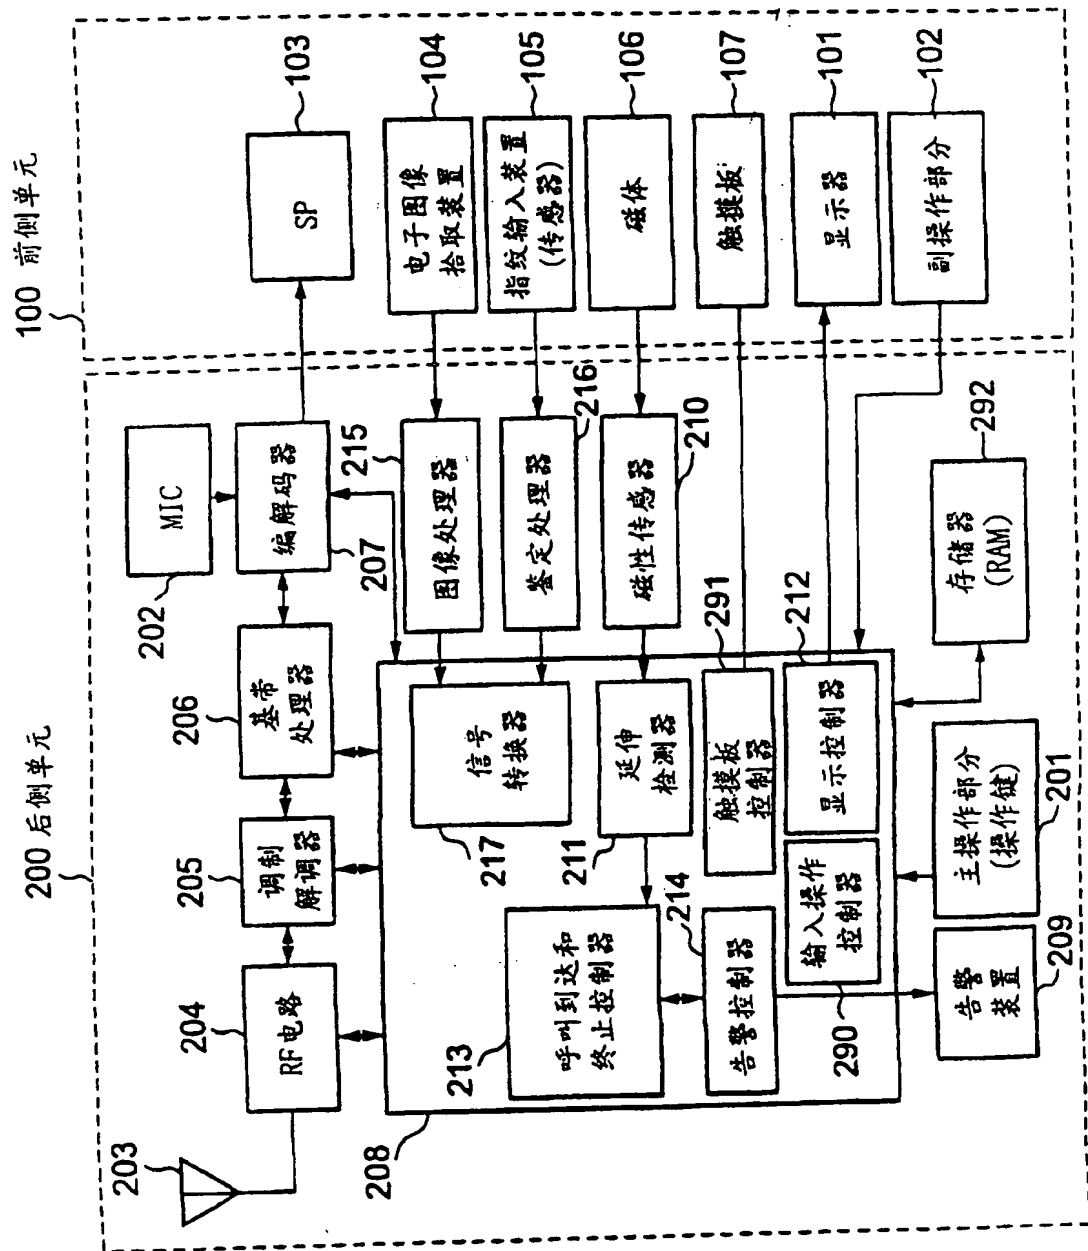 200 后侧单元
100 前侧单元
203
204
RF电路
205
调制
解调器
206
基带
处理器
202
MIC
编解码器
207
SP
103
208
213
呼叫到达和
终止控制器
217
信号
转换器
215
图像处理器
电子图像
拾取装置
104
鉴定处理器
216
指纹输入装置
(传感器)
105
211
延伸
检测器
磁性传感器
210
磁体
106
214
告警控制器
291
触摸板
控制器
触摸板
107
290
输入操作
控制器
212
显示控制器
显示器
101
副操作部分
102
告警
装置
209
主操作部分
(操作键)
201
存储器
(RAM)
292